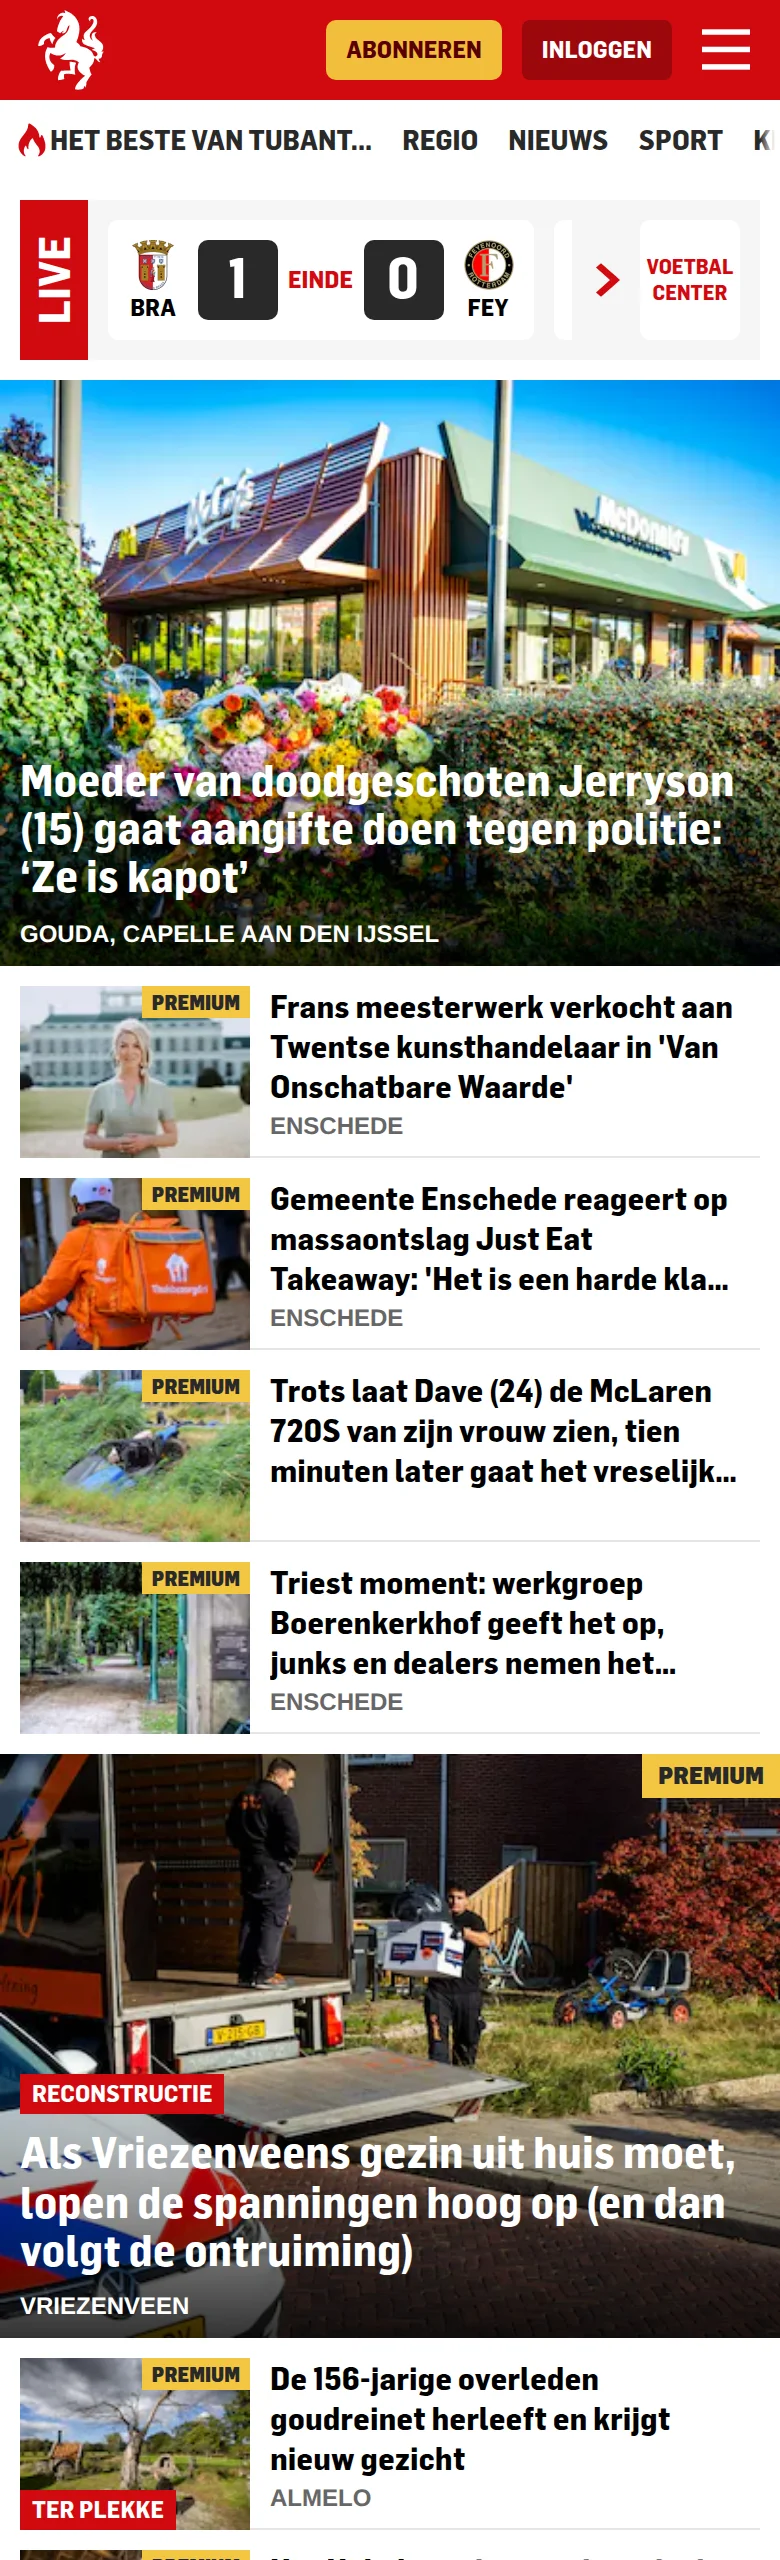 ABONNEREN
INLOGGEN
HET BESTE VAN TUBANT... REGIO NIEUWS SPORT
LIVE
BRA
1
EINDE
0
FEY
VOETBAL
CENTER
McDonald's
Moeder van doodgeschoten Jerryson
(15) gaat aangifte doen tegen politie:
‘Ze is kapot’
GOUDA, CAPELLE AAN DEN IJSSEL
PREMIUM
Frans meesterwerk verkocht aan
Twentse kunsthandelaar in 'Van
Onschatbare Waarde'
ENSCHEDE
PREMIUM
Gemeente Enschede reageert op
massaontslag Just Eat
Takeaway: 'Het is een harde kla...
ENSCHEDE
PREMIUM
Trots laat Dave (24) de McLaren
720S van zijn vrouw zien, tien
minuten later gaat het vreselijk...
PREMIUM
Triest moment: werkgroep
Boerenkerkhof geeft het op,
junks en dealers nemen het...
ENSCHEDE
PREMIUM
RECONSTRUCTIE
Als Vriezenveens gezin uit huis moet,
lopen de spanningen hoog op (en dan
volgt de ontruiming)
VRIEZENVEEN
PREMIUM
TER PLEKKE
De 156-jarige overleden
goudreinet herleeft en krijgt
nieuw gezicht
ALMELO